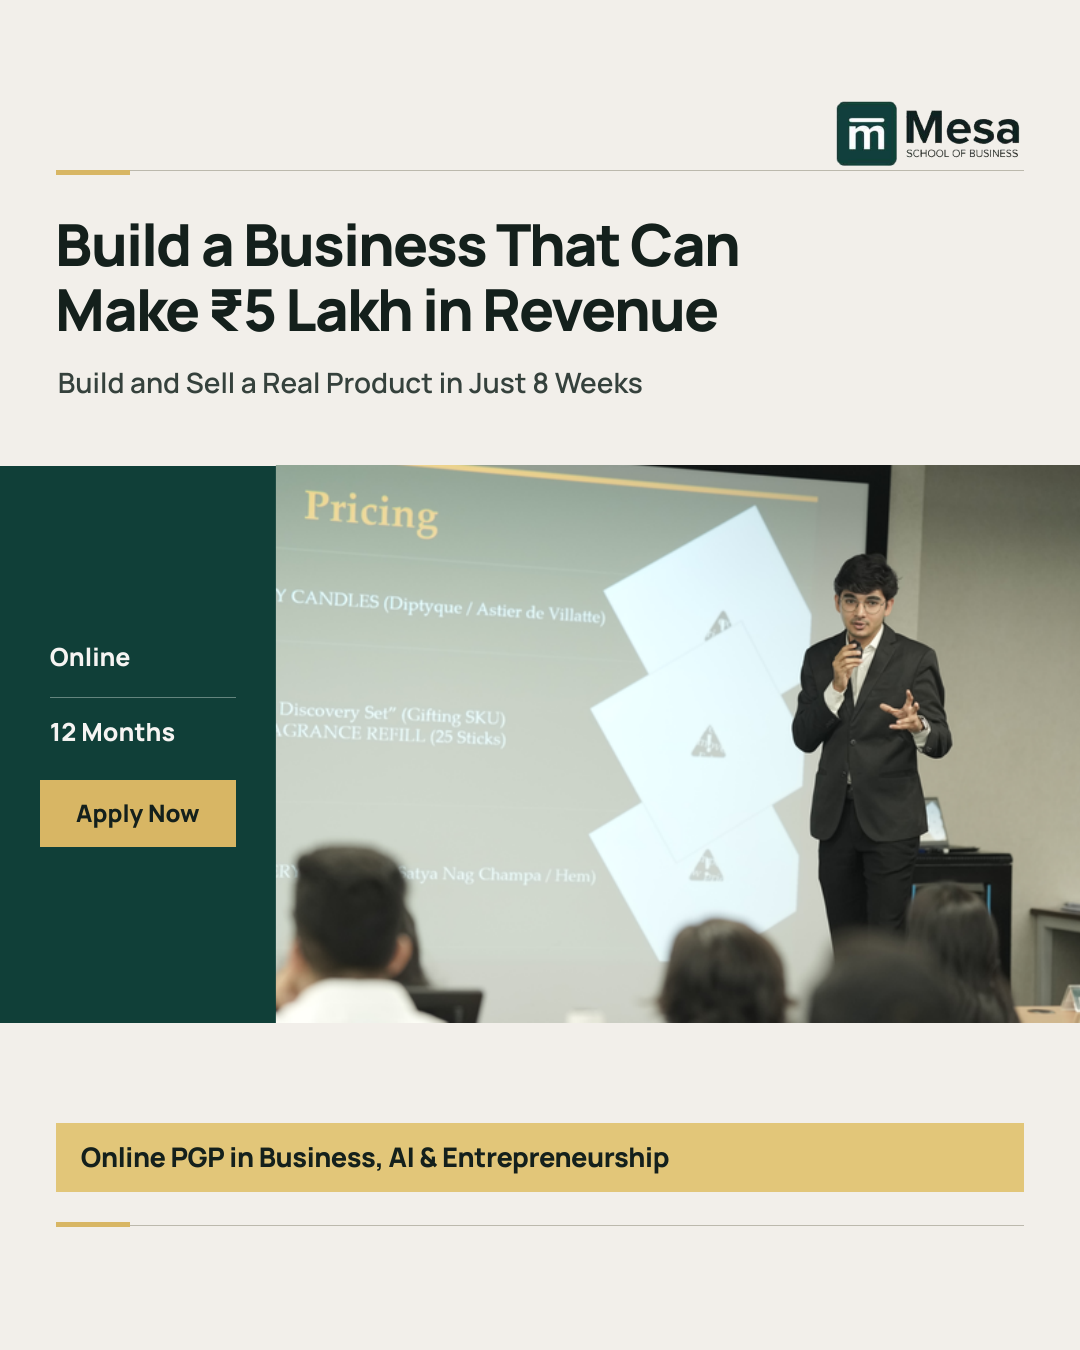 m Mesa
SCHOOL OF BUSINESS
Build a Business That Can
Make ₹5 Lakh in Revenue
Build and Sell a Real Product in Just 8 Weeks
Online
12 Months
Apply Now
Pricing
CANDLES (Diptyque / Astier de Villatte)
Discovery Set” (Gifting SKU)
REFILL (25 Sticks)
Satya Nag Champa / Hem)
Online PGP in Business, AI & Entrepreneurship